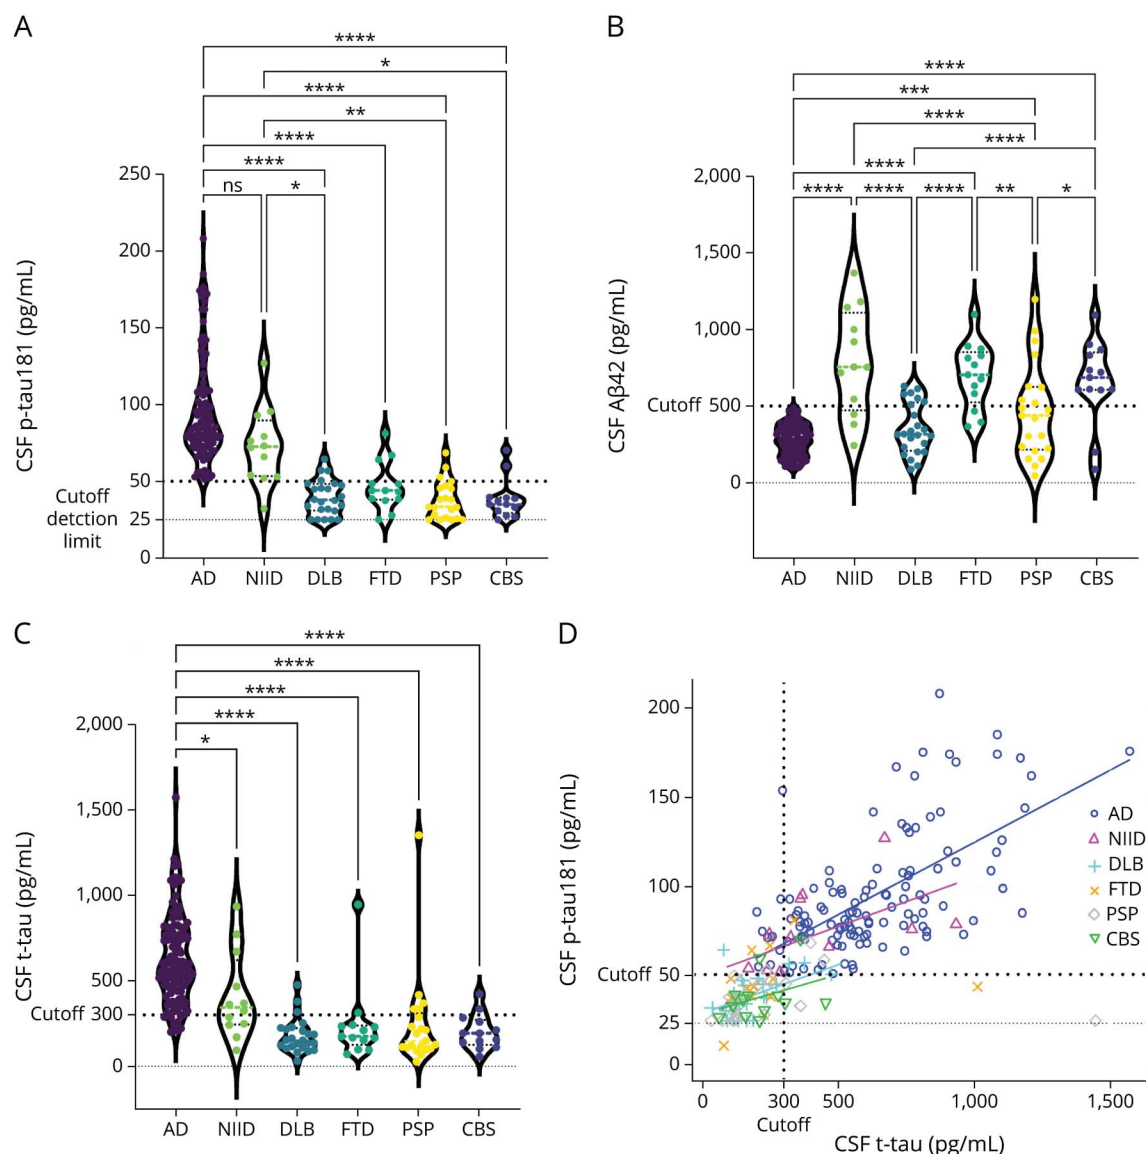 A
****
*
****
**
****
****
ns
*
250
200
150
100
50
25
0
CSF p-tau181 (pg/mL)
Cutoff
detction
limit
AD NIID DLB FTD PSP CBS
B
****
***
****
****
****
**** **** **** ** *
2,000
1,500
1,000
500
0
CSF Aβ42 (pg/mL)
Cutoff
AD NIID DLB FTD PSP CBS
C
****
****
****
****
*
2,000
1,500
1,000
500
300
0
CSF t-tau (pg/mL)
Cutoff
AD NIID DLB FTD PSP CBS
D
200
150
100
50
25
0
CSF p-tau181 (pg/mL)
Cutoff
AD
NIID
DLB
FTD
PSP
CBS
0 300 500 1,000 1,500
Cutoff
CSF t-tau (pg/mL)